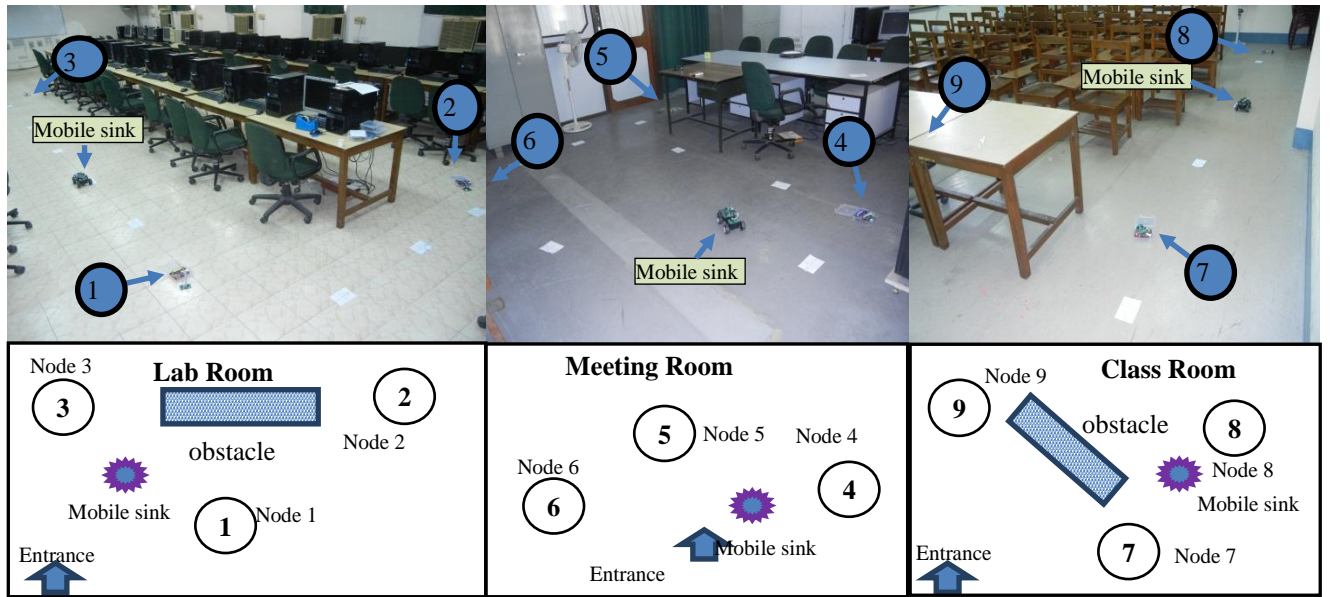 3
Mobile sink
2
1
5
6
4
Mobile sink
8
Mobile sink
9
7
Lab Room
Node 3
3
2
Node 2
obstacle
Mobile sink
1
Node 1
Entrance
Meeting Room
5
Node 5
Node 4
4
Node 6
6
Mobile sink
Entrance
Class Room
Node 9
9
obstacle
8
Node 8
Mobile sink
7
Node 7
Entrance